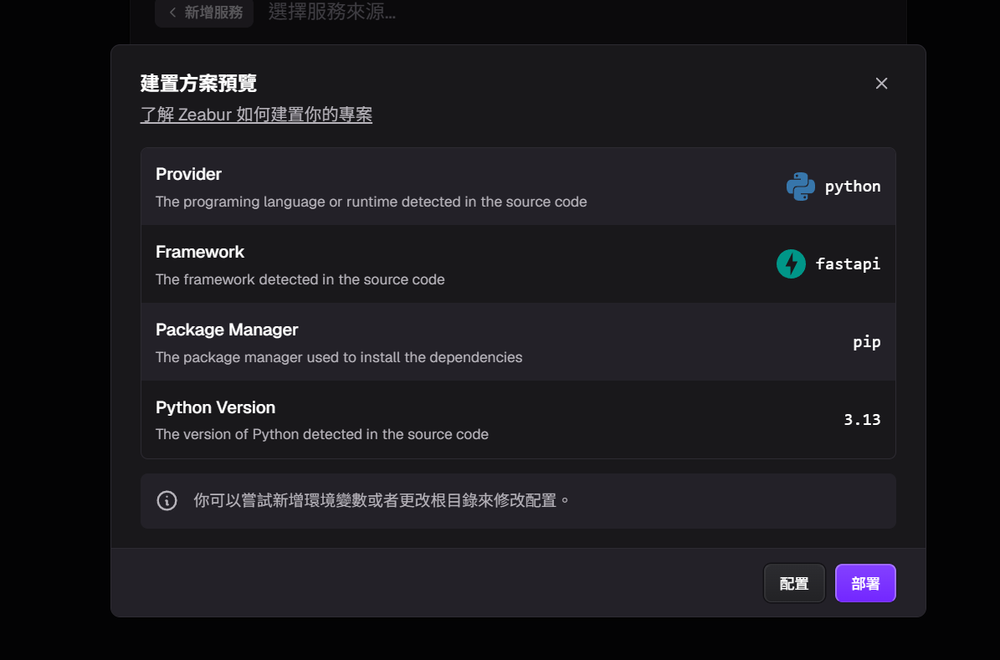 新增服務
選擇服務來源...
建置方案預覽
了解 Zeabur 如何建置你的專案
Provider
The programing language or runtime detected in the source code
python
Framework
The framework detected in the source code
fastapi
Package Manager
The package manager used to install the dependencies
pip
Python Version
The version of Python detected in the source code
3.13
你可以嘗試新增環境變數或者更改根目錄來修改配置。
配置
部署